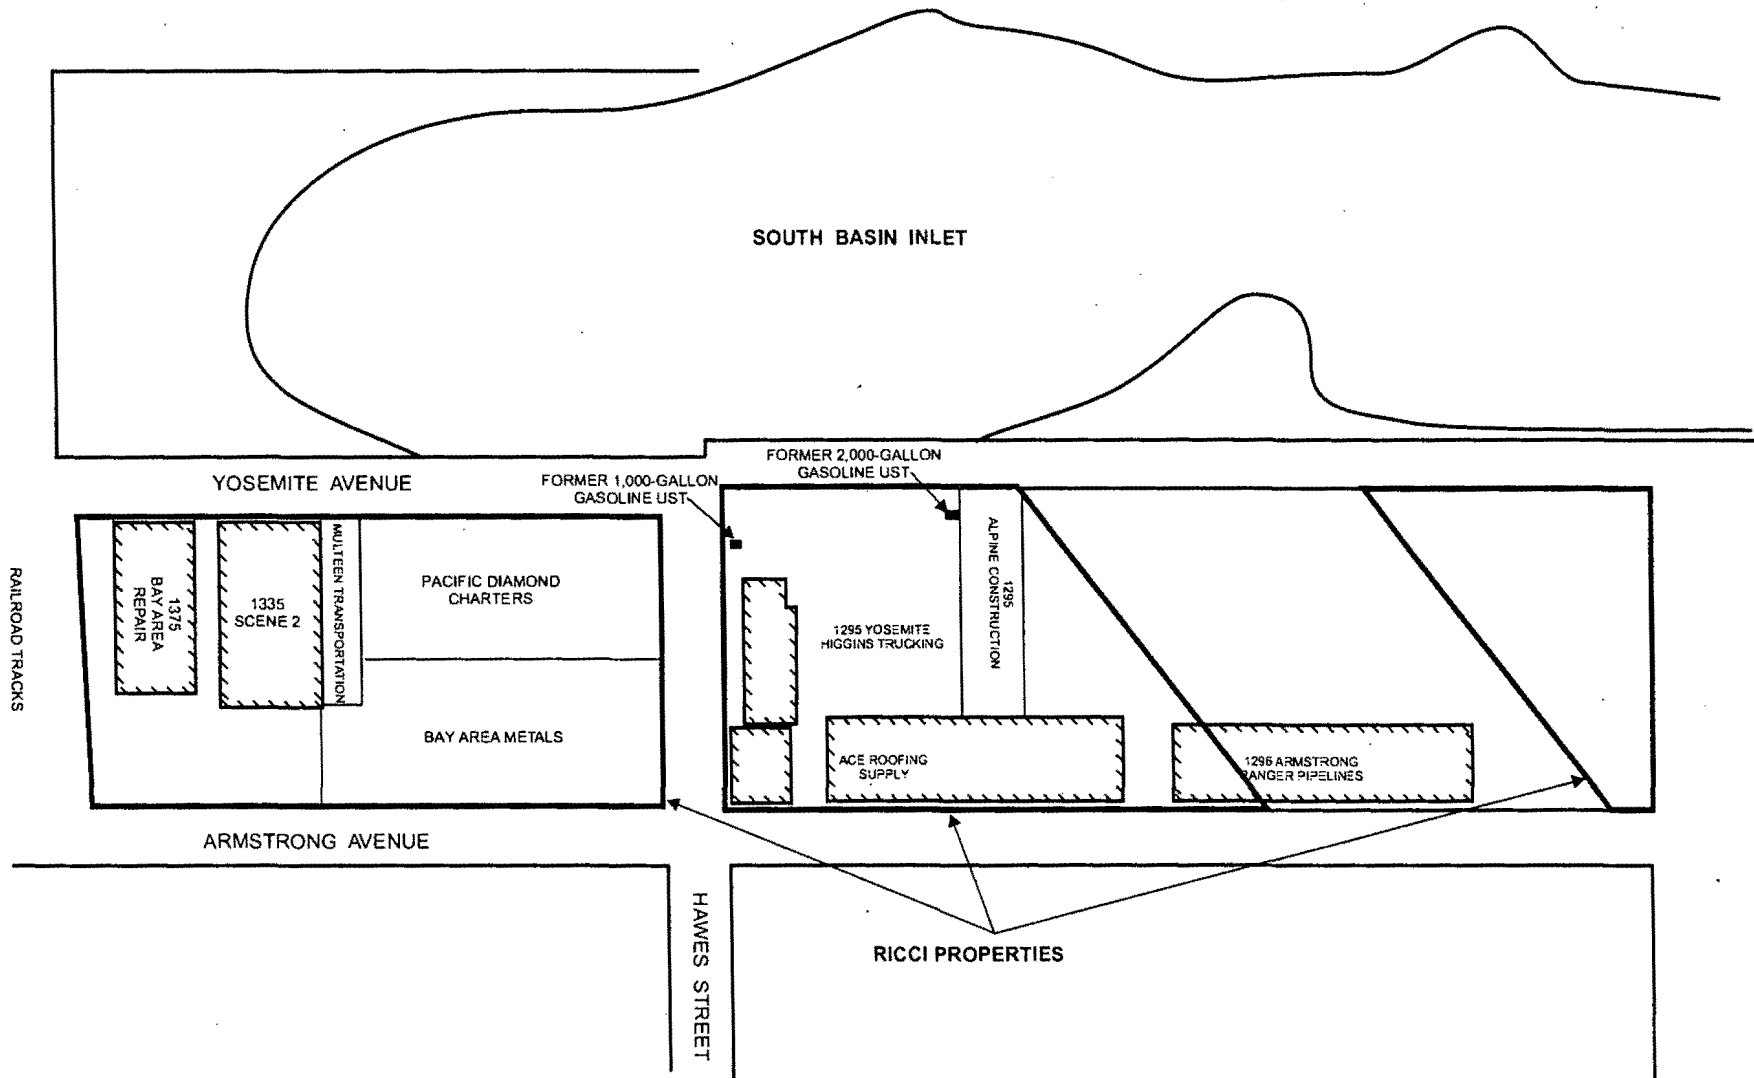 SOUTH BASIN INLET
YOSEMITE AVENUE
FORMER 1,000-GALLON
GASOLINE UST
FORMER 2,000-GALLON
GASOLINE UST
RAILROAD TRACKS
1375
BAY AREA
REPAIR
1335
SCENE 2
MULTEEN TRANSPORTATION
PACIFIC DIAMOND
CHARTERS
BAY AREA METALS
1295 YOSEMITE
HIGGINS TRUCKING
1295
ALPINE CONSTRUCTION
ACE ROOFING
SUPPLY
1296 ARMSTRONG
RANGER PIPELINES
ARMSTRONG AVENUE
HAWES STREET
RICCI PROPERTIES